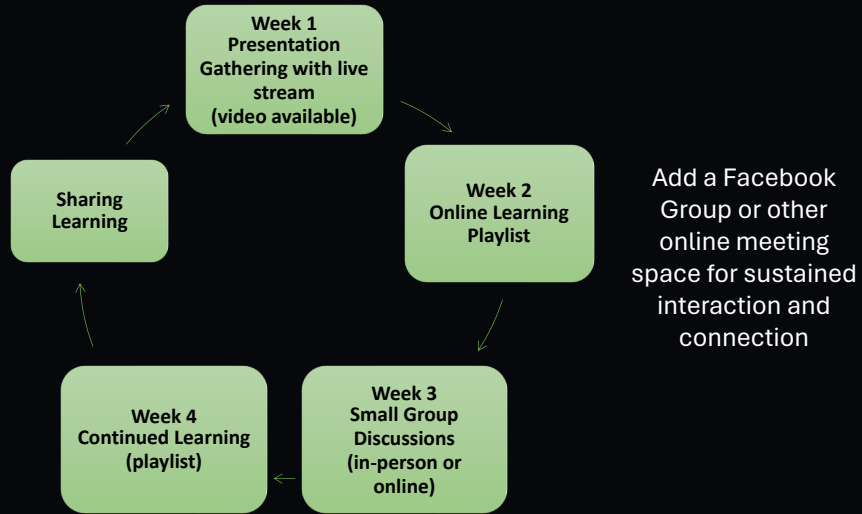 Week 1
Presentation
Gathering with live
stream
(video available)
Week 2
Online Learning
Playlist
Week 3
Small Group
Discussions
(in-person or
online)
Week 4
Continued Learning
(playlist)
Sharing
Learning
Add a Facebook
Group or other
online meeting
space for sustained
interaction and
connection